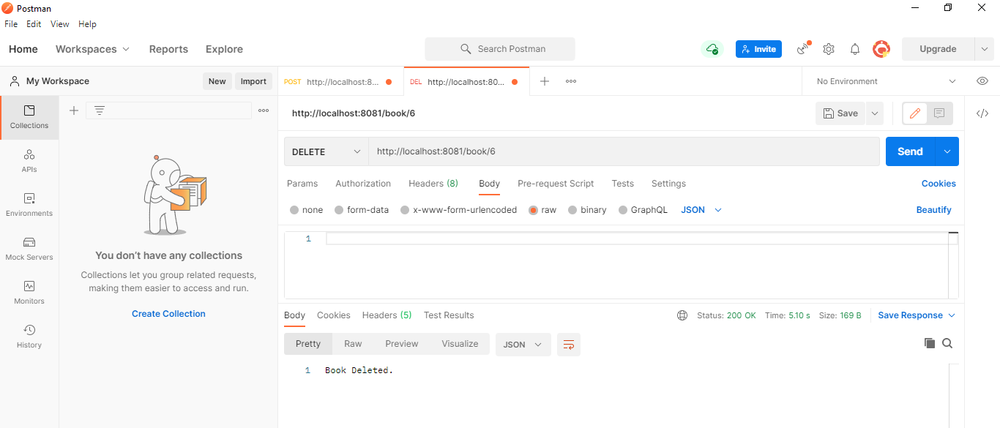 Postman
File Edit View Help
Home Workspaces Reports Explore Search Postman Invite Upgrade
My Workspace New Import POST http://localhost:8... DEL http://localhost:80... No Environment
http://localhost:8081/book/6 Save
Collections
APIs
Environments
Mock Servers
Monitors
History
You don't have any collections
Collections let you group related requests,
making them easier to access and run.
Create Collection
DELETE http://localhost:8081/book/6 Send
Params Authorization Headers (8) Body Pre-request Script Tests Settings Cookies
none form-data x-www-form-urlencoded raw binary GraphQL JSON Beautify
1
Body Cookies Headers (5) Test Results Status: 200 OK Time: 5.10 s Size: 169 B Save Response
Pretty Raw Preview Visualize JSON
1 Book Deleted.